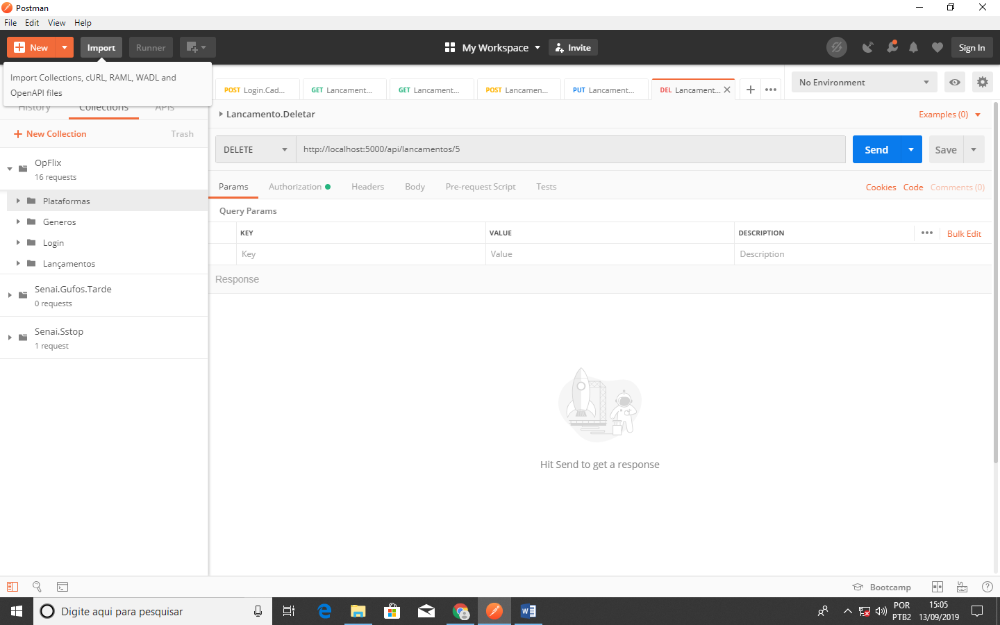 Postman
File Edit View Help
New Import Runner My Workspace Invite Sign In
Import Collections, cURL, RAML, WADL and
OpenAPI files
History Collections APIs
POST Login.Cad... GET Lancament... GET Lancament... POST Lancamen... PUT Lancament... DEL Lancament... No Environment
Lancamento.Deletar Examples (0)
New Collection Trash
DELETE http://localhost:5000/api/lancamentos/5 Send Save
OpFlix
16 requests
Params Authorization Headers Body Pre-request Script Tests Cookies Code Comments (0)
Plataformas
Query Params
Generos
KEY VALUE DESCRIPTION Bulk Edit
Login
Key Value Description
Lançamentos
Response
Senai.Gufos.Tarde
0 requests
Senai.Sstop
1 request
Hit Send to get a response
Bootcamp
Digite aqui para pesquisar
POR
PTB2
15:05
13/09/2019